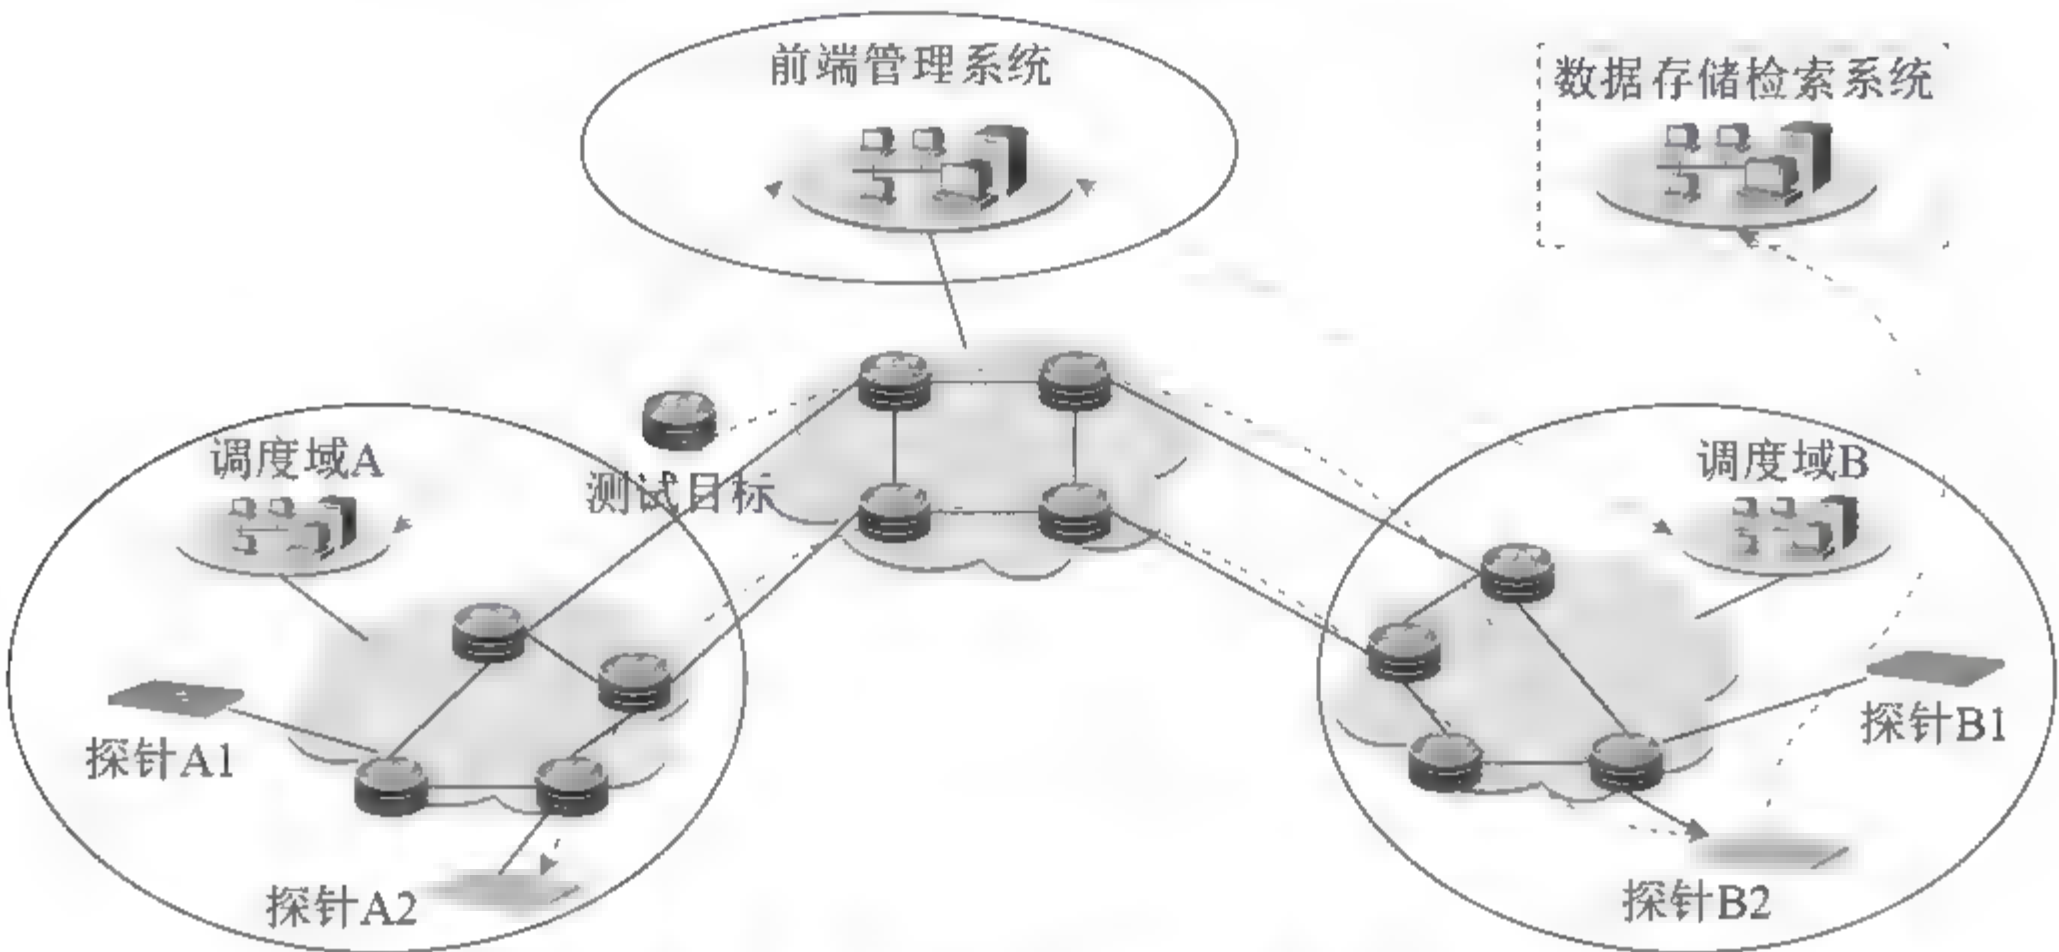 前端管理系统
数据存储检索系统
调度域A
测试目标
调度域B
探针A1
探针B1
探针A2
探针B2